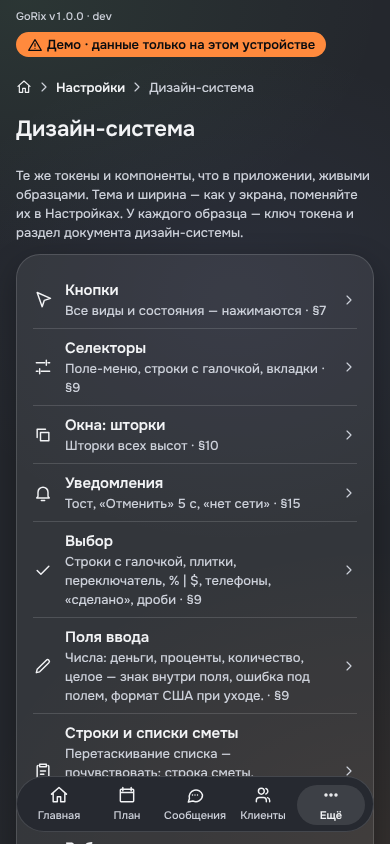 GoRix v1.0.0 · dev
Демо · данные только на этом устройстве
Настройки
Дизайн-система
Дизайн-система
Те же токены и компоненты, что в приложении, живыми
образцами. Тема и ширина — как у экрана, поменяйте
их в Настройках. У каждого образца — ключ токена и
раздел документа дизайн-системы.
Кнопки
Все виды и состояния — нажимаются · §7
Селекторы
Поле-меню, строки с галочкой, вкладки ·
§9
Окна: шторки
Шторки всех высот · §10
Уведомления
Тост, «Отменить» 5 с, «нет сети» · §15
Выбор
Строки с галочкой, плитки,
переключатель, % | $, телефоны,
«сделано», дроби · §9
Поля ввода
Числа: деньги, проценты, количество,
целое — знак внутри поля, ошибка под
полем, формат США при уходе. · §9
Строки и списки сметы
Перетаскивание списка —
почувствовать; строка сметы,
Главная
План
Сообщения
Клиенты
Ещё